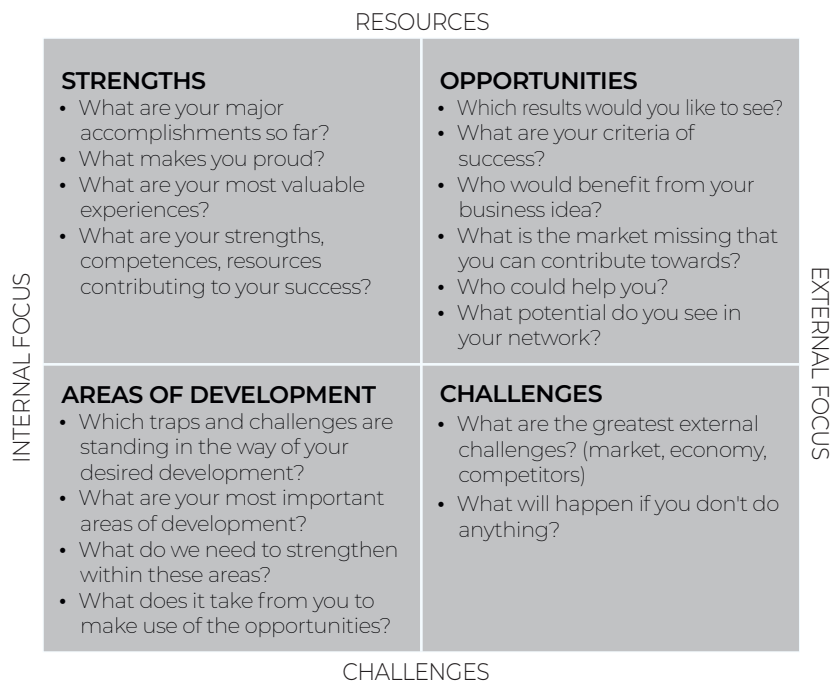 RESOURCES
STRENGTHS
• What are your major
accomplishments so far?
• What makes you proud?
• What are your most valuable
experiences?
• What are your strengths,
competences, resources
contributing to your success?
OPPORTUNITIES
• Which results would you like to see?
• What are your criteria of
success?
• Who would benefit from your
business idea?
• What is the market missing that
you can contribute towards?
• Who could help you?
• What potential do you see in
your network?
INTERNAL FOCUS
EXTERNAL FOCUS
AREAS OF DEVELOPMENT
• Which traps and challenges are
standing in the way of your
desired development?
• What are your most important
areas of development?
• What do we need to strengthen
within these areas?
• What does it take from you to
make use of the opportunities?
CHALLENGES
• What are the greatest external
challenges? (market, economy,
competitors)
• What will happen if you don't do
anything?
CHALLENGES